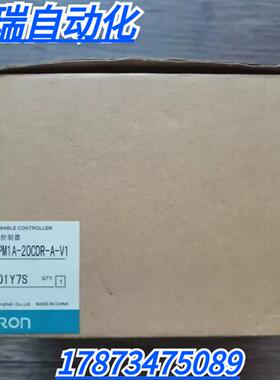 瑞自动化
MABLE CONTROLLER
控制器
PM1A-20CDR-A-V1
01Y7S QTY. 1
MADE IN CHINA
RON
17873475089